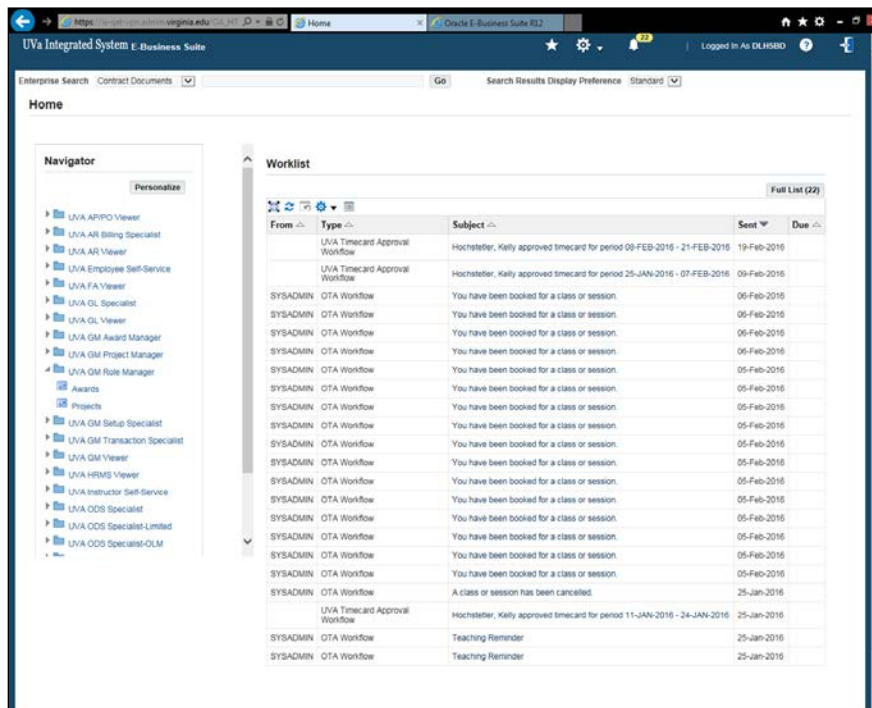 https://ie-get-vpn.admin.virginia.edu/OA_HT
Home
Oracle E-Business Suite R12
UVa Integrated System E-Business Suite
22
Logged In As DLH5BD
Enterprise Search Contract Documents
Go
Search Results Display Preference Standard
Home
Navigator
Personalize
UVA AP/PO Viewer
UVA AR Billing Specialist
UVA AR Viewer
UVA Employee Self-Service
UVA FA Viewer
UVA GL Specialist
UVA GL Viewer
UVA GM Award Manager
UVA GM Project Manager
UVA GM Role Manager
Awards
Projects
UVA GM Setup Specialist
UVA GM Transaction Specialist
UVA GM Viewer
UVA HRMS Viewer
UVA Instructor Self-Service
UVA ODS Specialist
UVA ODS Specialist-Limited
UVA ODS Specialist-OLM
Worklist
Full List (22)
From Type Subject Sent Due
UVA Timecard Approval Workflow Hochstetler, Kelly approved timecard for period 08-FEB-2016 - 21-FEB-2016 19-Feb-2016
UVA Timecard Approval Workflow Hochstetler, Kelly approved timecard for period 25-JAN-2016 - 07-FEB-2016 09-Feb-2016
SYSADMIN OTA Workflow You have been booked for a class or session. 06-Feb-2016
SYSADMIN OTA Workflow You have been booked for a class or session. 06-Feb-2016
SYSADMIN OTA Workflow You have been booked for a class or session. 06-Feb-2016
SYSADMIN OTA Workflow You have been booked for a class or session. 06-Feb-2016
SYSADMIN OTA Workflow You have been booked for a class or session. 05-Feb-2016
SYSADMIN OTA Workflow You have been booked for a class or session. 05-Feb-2016
SYSADMIN OTA Workflow You have been booked for a class or session. 05-Feb-2016
SYSADMIN OTA Workflow You have been booked for a class or session. 05-Feb-2016
SYSADMIN OTA Workflow You have been booked for a class or session. 05-Feb-2016
SYSADMIN OTA Workflow You have been booked for a class or session. 05-Feb-2016
SYSADMIN OTA Workflow You have been booked for a class or session. 05-Feb-2016
SYSADMIN OTA Workflow You have been booked for a class or session. 05-Feb-2016
SYSADMIN OTA Workflow You have been booked for a class or session. 05-Feb-2016
SYSADMIN OTA Workflow You have been booked for a class or session. 05-Feb-2016
SYSADMIN OTA Workflow You have been booked for a class or session. 05-Feb-2016
SYSADMIN OTA Workflow You have been booked for a class or session. 05-Feb-2016
SYSADMIN OTA Workflow A class or session has been cancelled. 25-Jan-2016
UVA Timecard Approval Workflow Hochstetler, Kelly approved timecard for period 11-JAN-2016 - 24-JAN-2016 25-Jan-2016
SYSADMIN OTA Workflow Teaching Reminder 25-Jan-2016
SYSADMIN OTA Workflow Teaching Reminder 25-Jan-2016